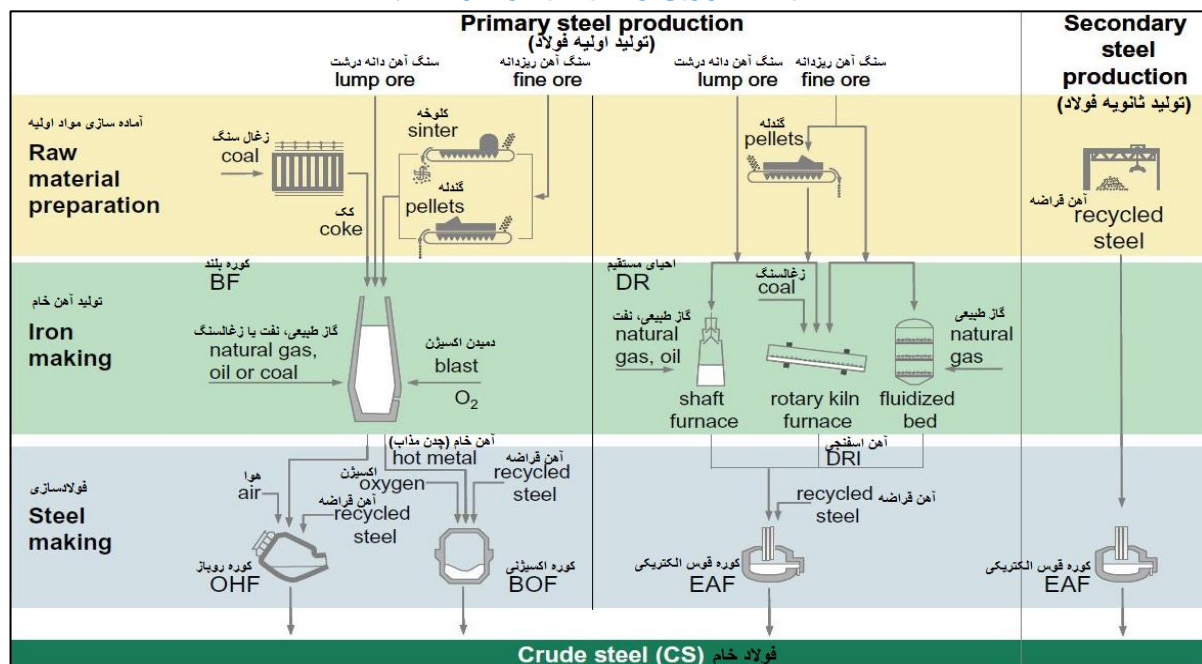 Primary steel production
(تولید اولیه فولاد)
Secondary
steel
production
(تولید ثانویه فولاد)
سنگ آهن دانه درشت
lump ore
سنگ آهن ریزدانه
fine ore
سنگ آهن دانه درشت
lump ore
سنگ آهن ریزدانه
fine ore
آماده سازی مواد اولیه
Raw
material
preparation
زغال سنگ
coal
کک
coke
کلوخه
sinter
گندله
pellets
گندله
pellets
آهن قراضه
recycled
steel
تولید آهن خام
Iron
making
کوره بلند
BF
گاز طبیعی، نفت یا زغالسنگ
natural gas,
oil or coal
دمیدن اکسیژن
blast
O2
احیای مستقیم
DR
زغالسنگ
coal
گاز طبیعی، نفت
natural
gas, oil
گاز طبیعی
natural
gas
shaft
furnace
rotary kiln
furnace
fluidized
bed
آهن خام (چدن مذاب)
hot metal
آهن اسفنجی
DRI
فولادسازی
Steel
making
هوا
air
آهن قراضه
recycled
steel
اکسیژن
oxygen
آهن قراضه
recycled
steel
recycled
steel
آهن قراضه
کوره روباز
OHF
کوره اکسیژنی
BOF
کوره قوس الکتریکی
EAF
کوره قوس الکتریکی
EAF
Crude steel (CS) فولاد خام